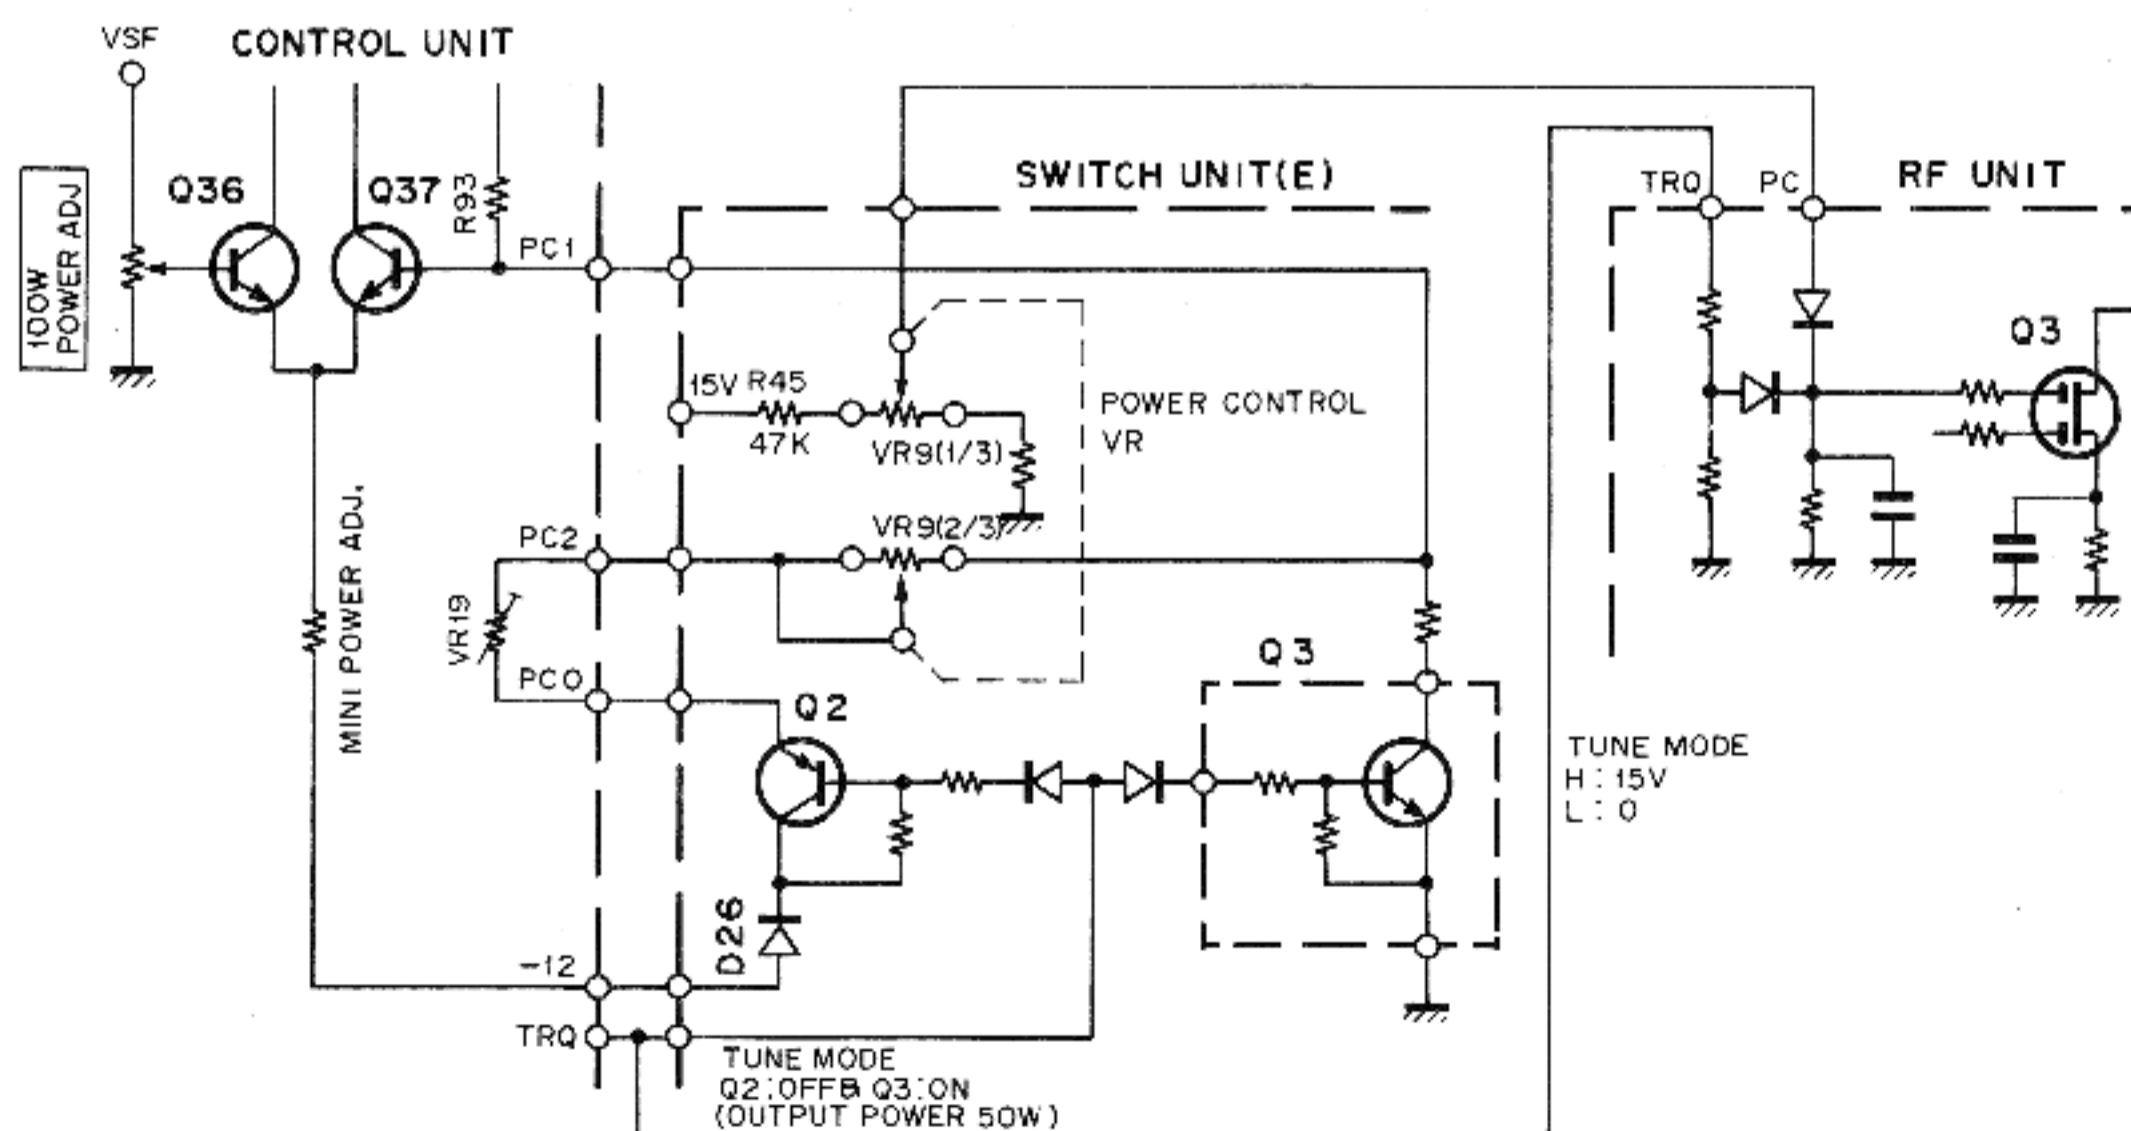 VSF
CONTROL UNIT
SWITCH UNIT(E)
RF UNIT
TRQ
PC
Q36
Q37
R93
100W
POWER ADJ
PC1
Q3
15V
R45
47K
VR9(1/3)
POWER CONTROL
VR
VR9(2/3)
PC2
MINI POWER ADJ.
VR19
PC0
Q2
Q3
TUNE MODE
H : 15V
L : 0
D26
-12
TRQ
TUNE MODE
Q2:OFF& Q3:ON
(OUTPUT POWER 50W)